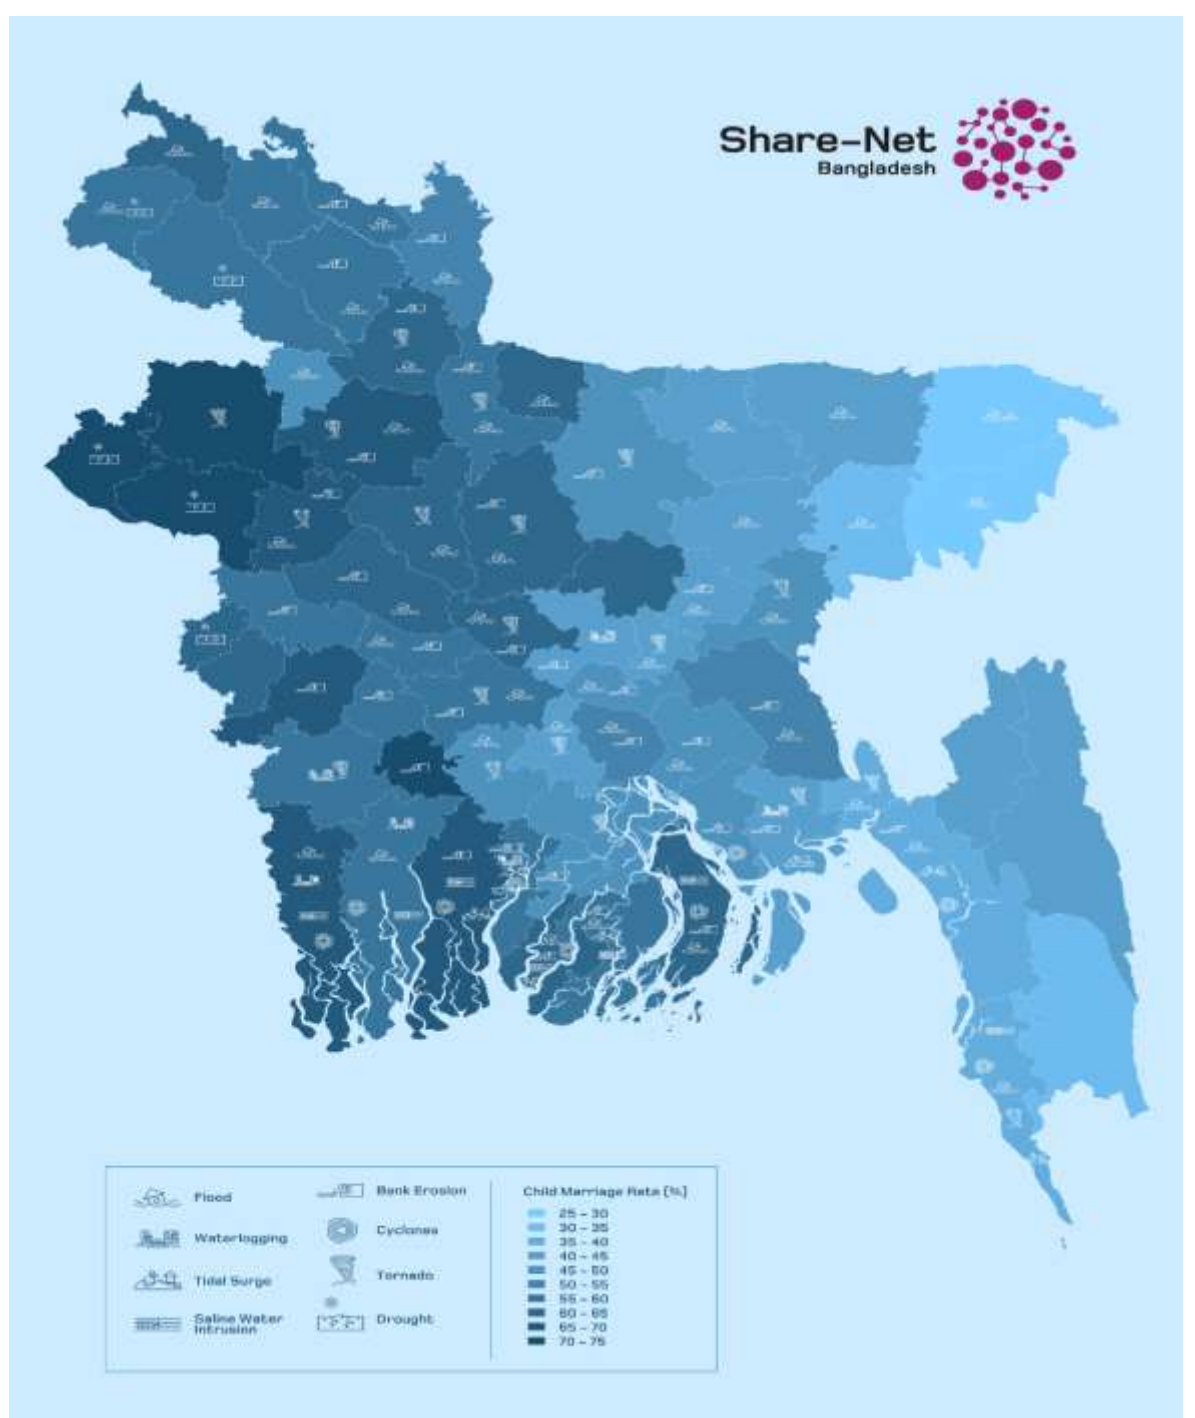 Share-Net
Bangladesh
Flood
Waterlogging
Tidal Surge
Saline Water
Intrusion
Bank Erosion
Cyclones
Tornado
Drought
Child Marriage Rate (%)
25 - 30
30 - 35
35 - 40
40 - 45
45 - 50
50 - 55
55 - 60
60 - 65
65 - 70
70 - 75